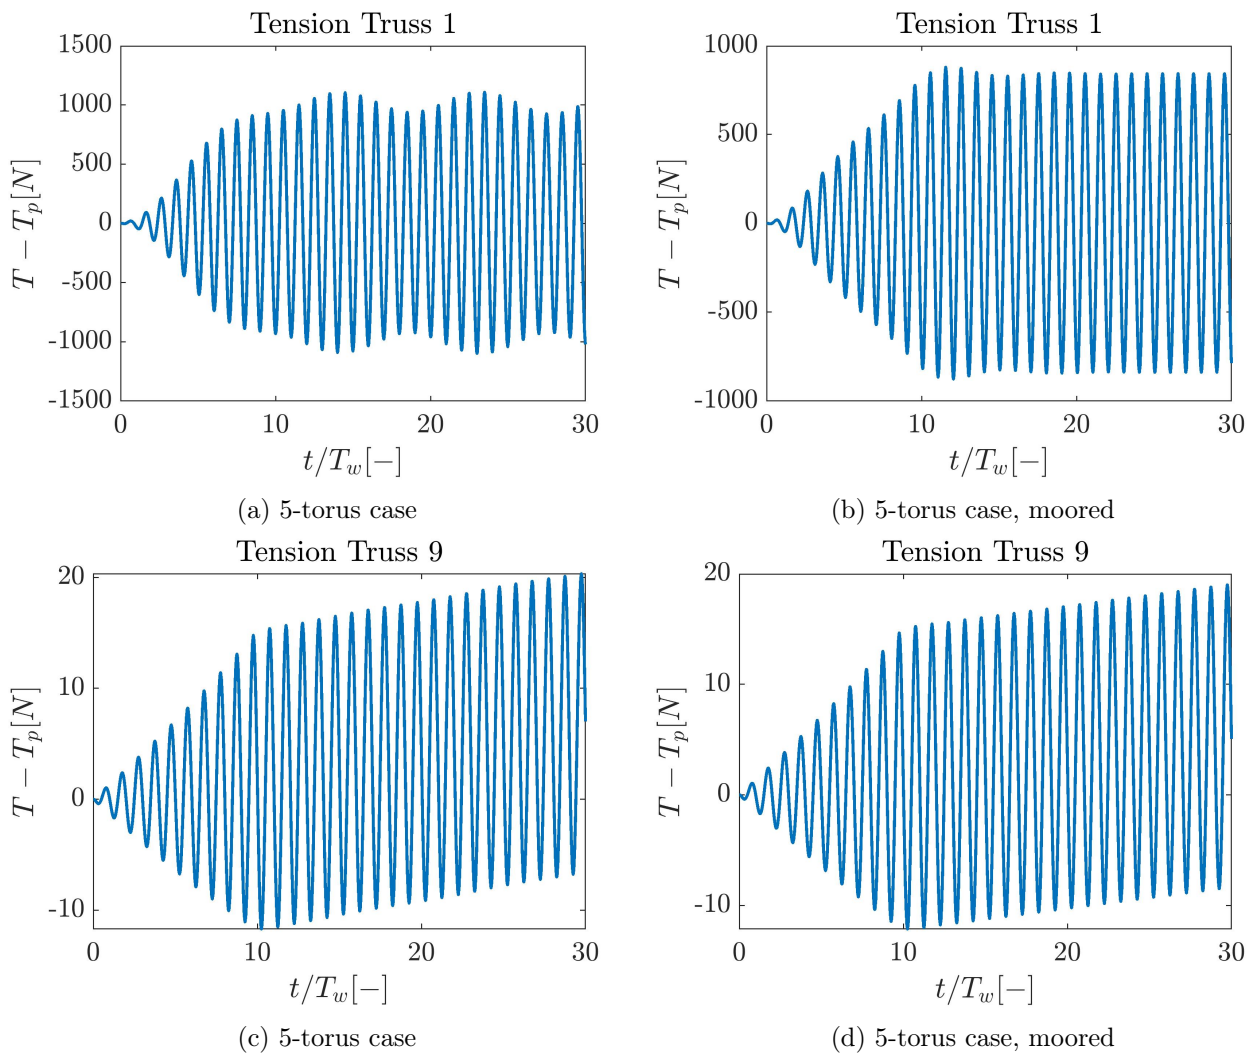 Tension Truss 1
1500
1000
500
0
-500
-1000
-1500
0 10 20 30
T − T_p[N]
t/T_w[−]
(a) 5-torus case
Tension Truss 1
1000
500
0
-500
-1000
0 10 20 30
T − T_p[N]
t/T_w[−]
(b) 5-torus case, moored
Tension Truss 9
20
10
0
-10
0 10 20 30
T − T_p[N]
t/T_w[−]
(c) 5-torus case
Tension Truss 9
20
10
0
-10
0 10 20 30
T − T_p[N]
t/T_w[−]
(d) 5-torus case, moored